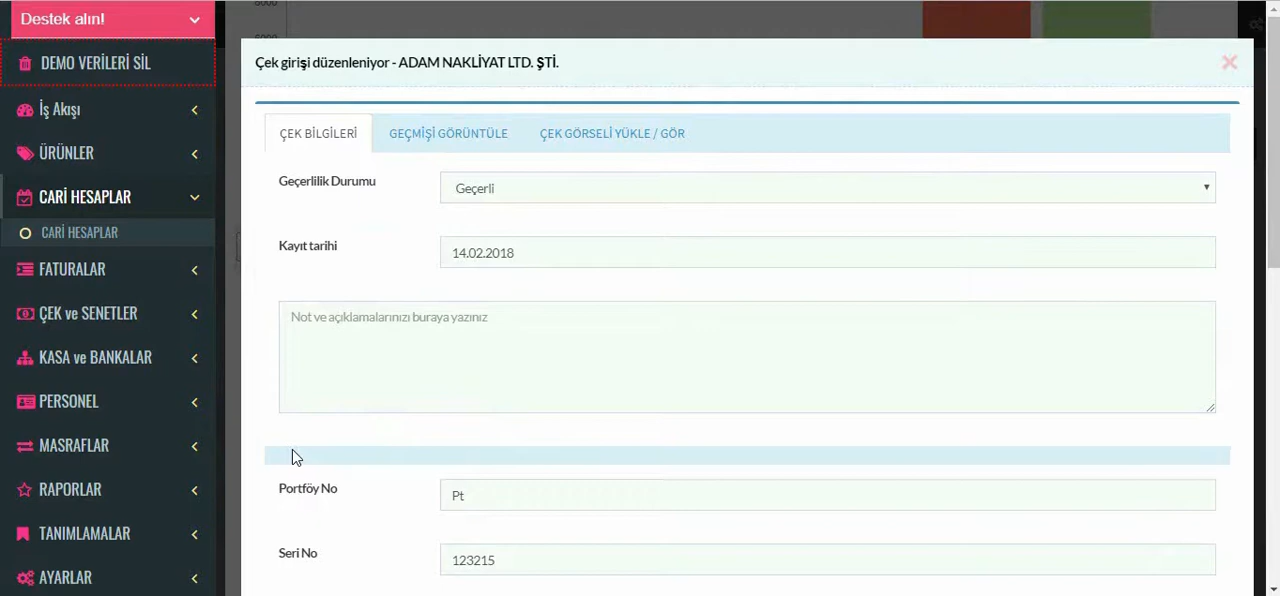 Destek alın!
DEMO VERİLERİ SİL
İş Akışı
ÜRÜNLER
CARİ HESAPLAR
CARİ HESAPLAR
FATURALAR
ÇEK ve SENETLER
KASA ve BANKALAR
PERSONEL
MASRAFLAR
RAPORLAR
TANIMLAMALAR
AYARLAR
Çek girişi düzenleniyor - ADAM NAKLİYAT LTD. ŞTİ.
ÇEK BİLGİLERİ GEÇMİŞİ GÖRÜNTÜLE ÇEK GÖRSELİ YÜKLE / GÖR
Geçerlilik Durumu Geçerli
Kayıt tarihi 14.02.2018
Not ve açıklamalarınızı buraya yazınız
Portföy No Pt
Seri No 123215